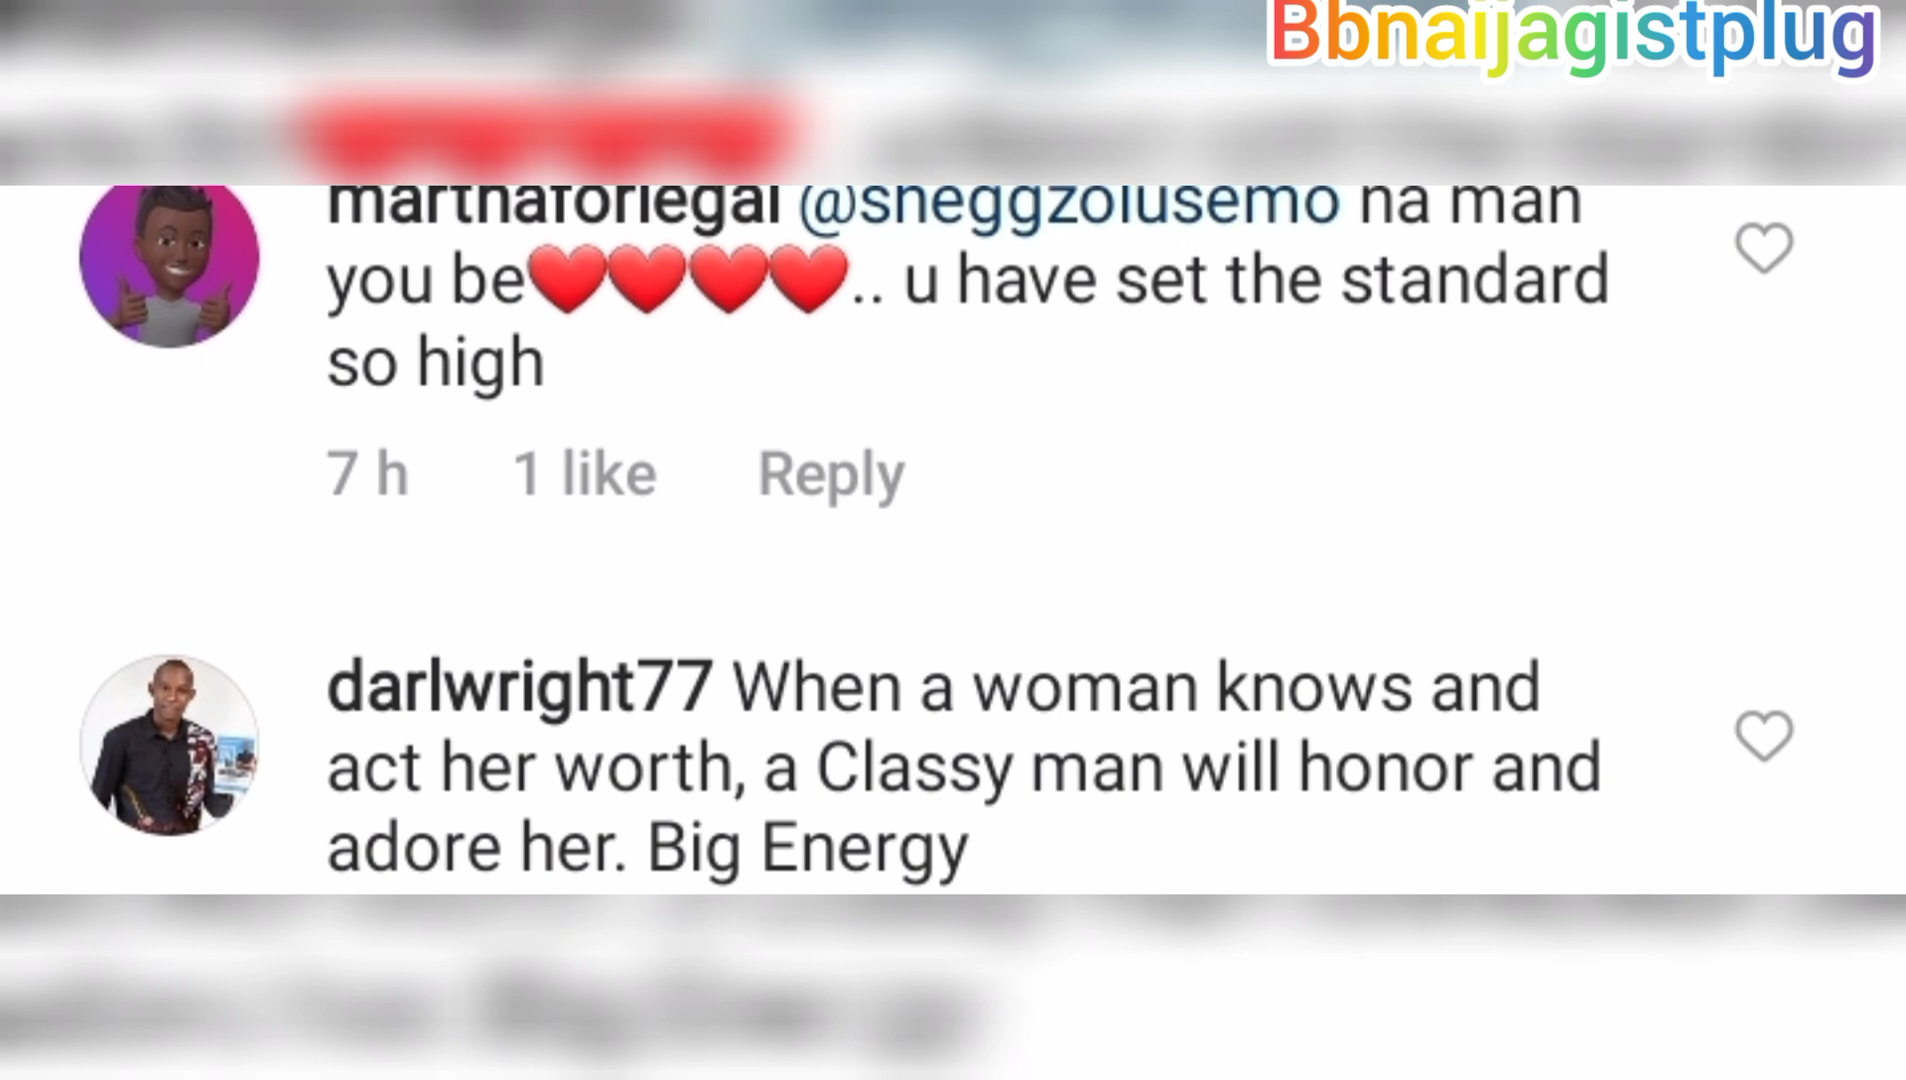 Bbnaijagistplug
marthaforlegal @sheggzolusemo na man
you be❤️❤️❤️❤️.. u have set the standard
so high
7 h 1 like Reply
darlwright77 When a woman knows and
act her worth, a Classy man will honor and
adore her. Big Energy